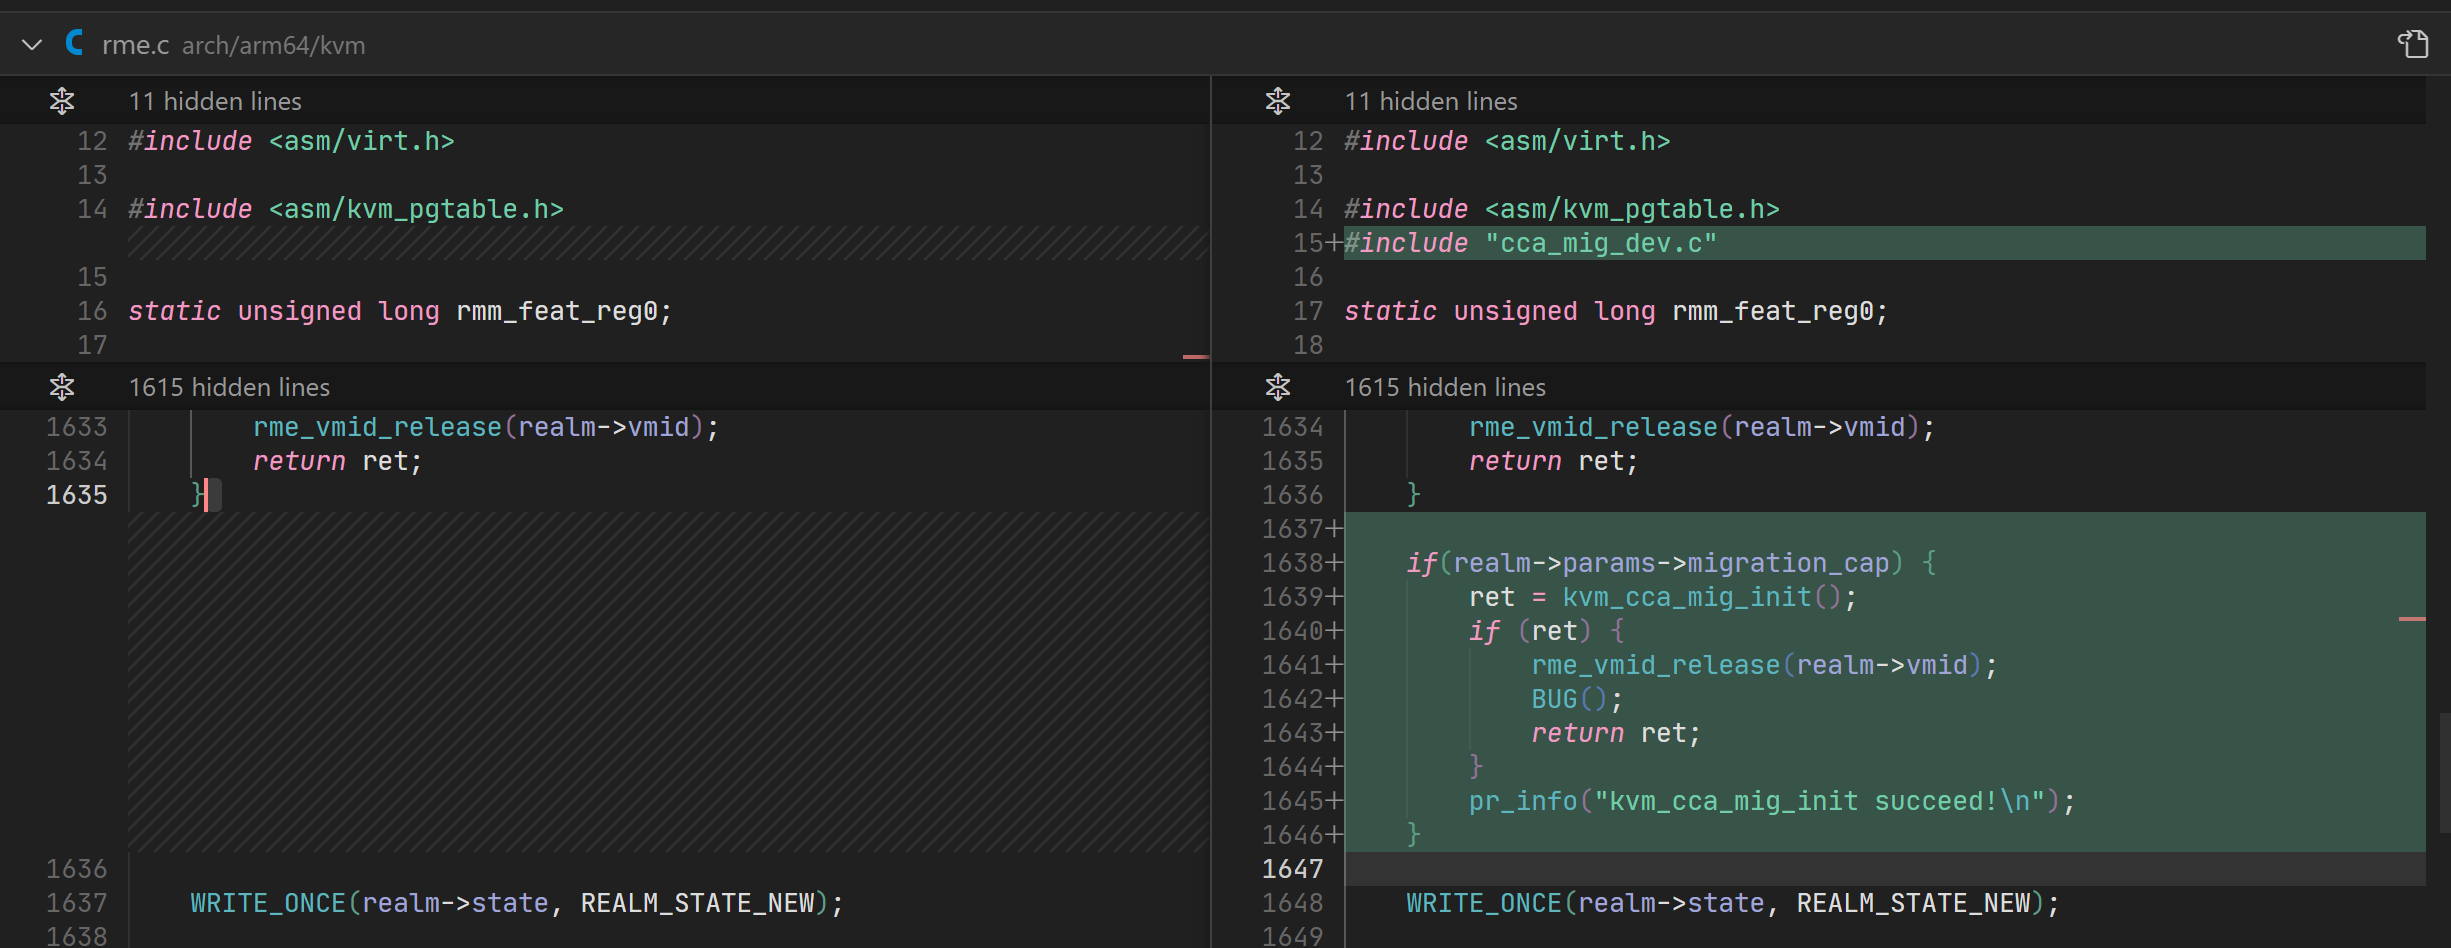 rme.c arch/arm64/kvm
11 hidden lines
12 #include <asm/virt.h>
13
14 #include <asm/kvm_pgtable.h>
15
16 static unsigned long rmm_feat_reg0;
17
1615 hidden lines
1633 rme_vmid_release(realm->vmid);
1634 return ret;
1635 }
1636
1637 WRITE_ONCE(realm->state, REALM_STATE_NEW);
1638
11 hidden lines
12 #include <asm/virt.h>
13
14 #include <asm/kvm_pgtable.h>
15+ #include "cca_mig_dev.c"
16
17 static unsigned long rmm_feat_reg0;
18
1615 hidden lines
1634 rme_vmid_release(realm->vmid);
1635 return ret;
1636 }
1637+
1638+ if(realm->params->migration_cap) {
1639+ ret = kvm_cca_mig_init();
1640+ if (ret) {
1641+ rme_vmid_release(realm->vmid);
1642+ BUG();
1643+ return ret;
1644+ }
1645+ pr_info("kvm_cca_mig_init succeed!\n");
1646+ }
1647
1648 WRITE_ONCE(realm->state, REALM_STATE_NEW);
1649